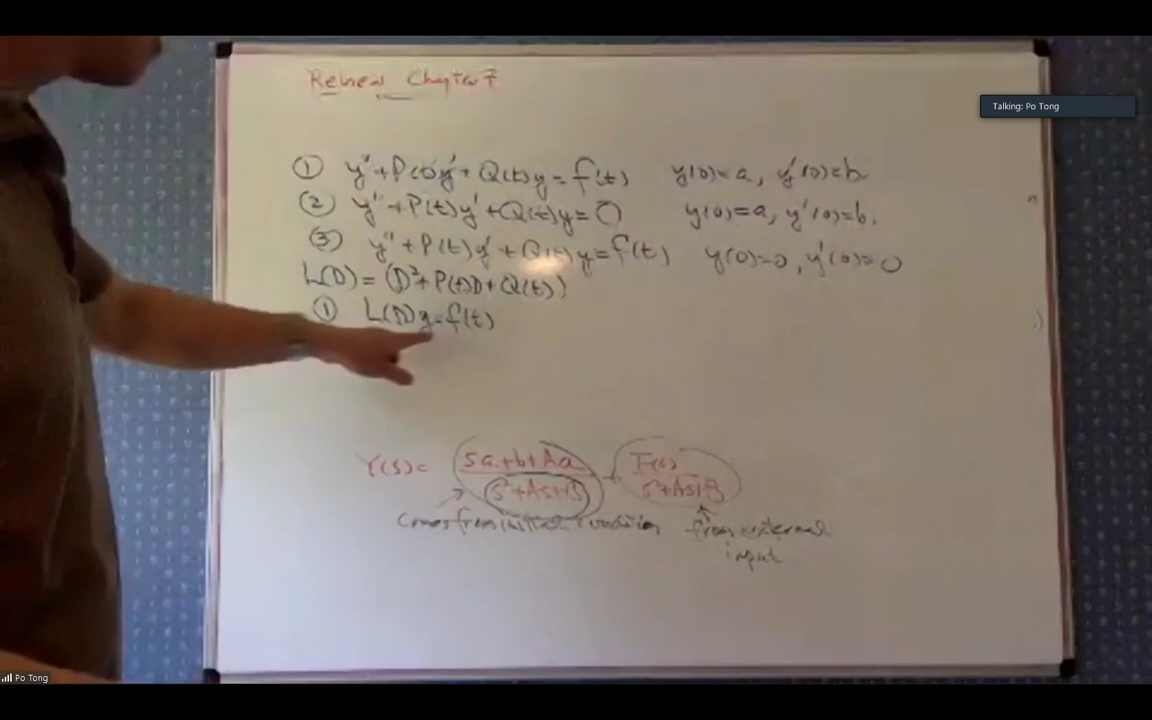 Review Chapter 7
Talking: Po Tong
① y''+P(t)y'+Q(t)y=f(t) y(0)=a, y'(0)=b.
② y''+P(t)y'+Q(t)y=0 y(0)=a, y'(0)=b.
③ y''+P(t)y'+Q(t)y=f(t) y(0)=0, y'(0)=0
L(D)=(D²+P(t)D+Q(t))
① L(D)y=f(t)
Y(s)= (sa+b+Aa)/(s²+As+B) + F(s)/(s²+As+B)
Comes from initial condition from external
input
Po Tong